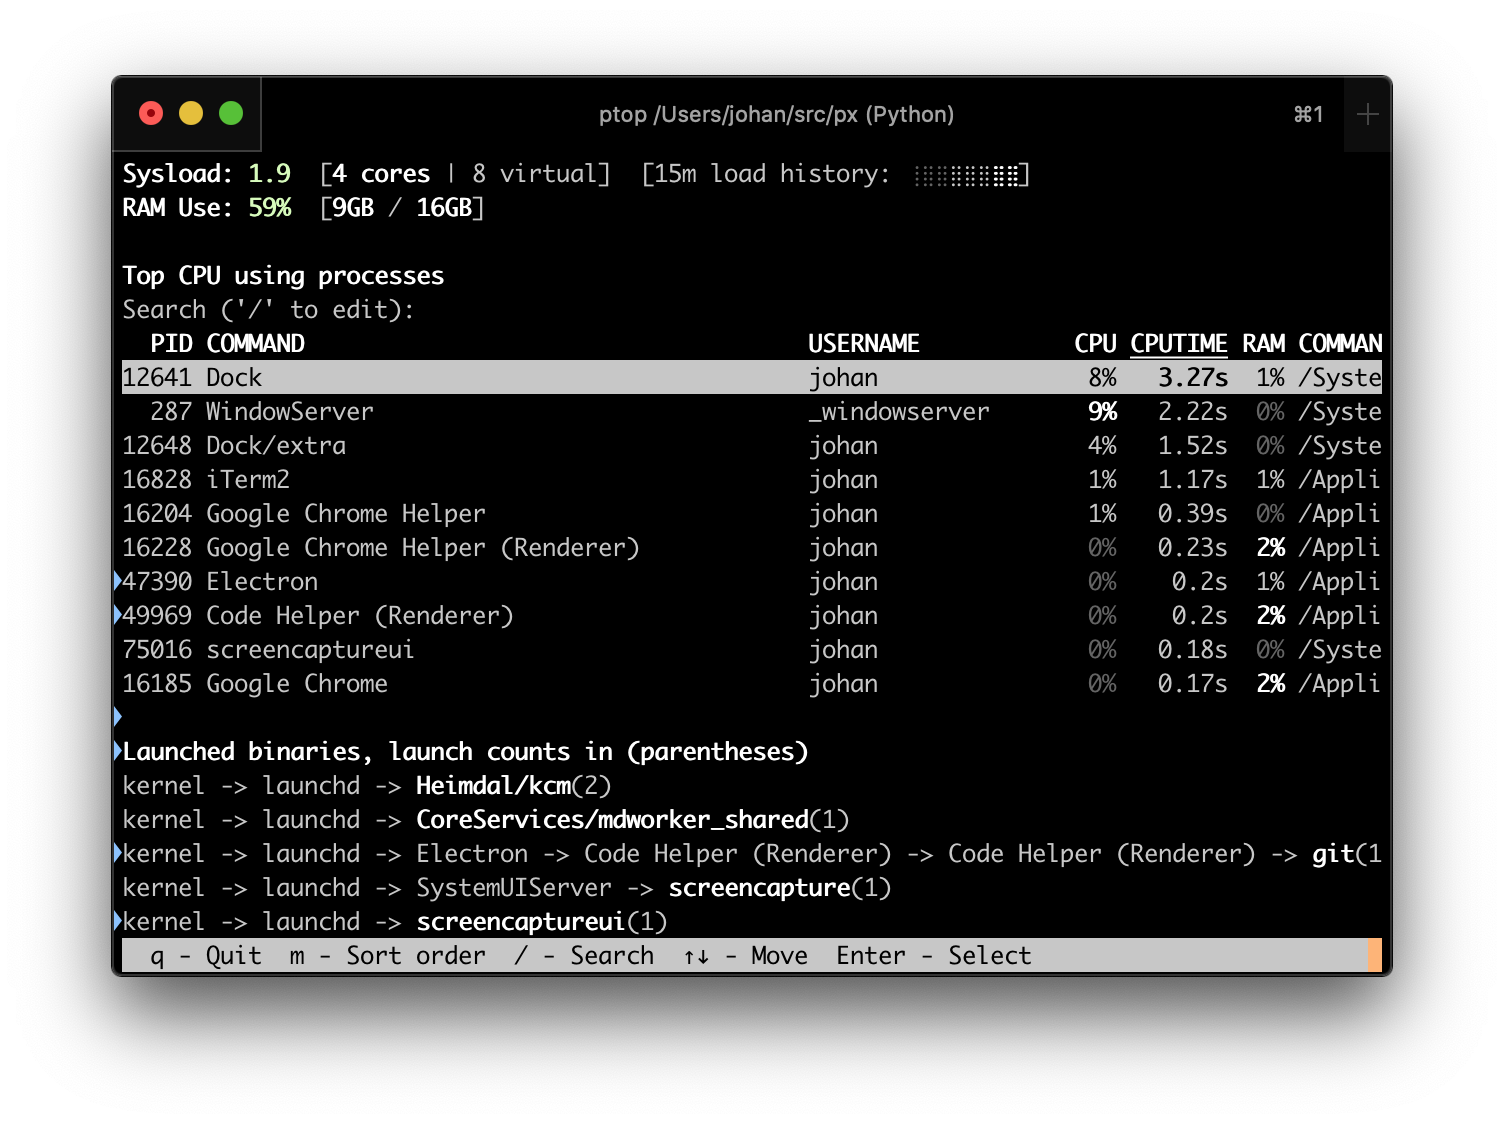 ptop /Users/johan/src/px (Python) ⌘1
Sysload: 1.9 [4 cores | 8 virtual] [15m load history: ]
RAM Use: 59% [9GB / 16GB]
Top CPU using processes
Search ('/' to edit):
PID COMMAND USERNAME CPU CPUTIME RAM COMMAN
12641 Dock johan 8% 3.27s 1% /Syste
287 WindowServer _windowserver 9% 2.22s 0% /Syste
12648 Dock/extra johan 4% 1.52s 0% /Syste
16828 iTerm2 johan 1% 1.17s 1% /Appli
16204 Google Chrome Helper johan 1% 0.39s 0% /Appli
16228 Google Chrome Helper (Renderer) johan 0% 0.23s 2% /Appli
47390 Electron johan 0% 0.2s 1% /Appli
49969 Code Helper (Renderer) johan 0% 0.2s 2% /Appli
75016 screencaptureui johan 0% 0.18s 0% /Syste
16185 Google Chrome johan 0% 0.17s 2% /Appli
Launched binaries, launch counts in (parentheses)
kernel -> launchd -> Heimdal/kcm(2)
kernel -> launchd -> CoreServices/mdworker_shared(1)
kernel -> launchd -> Electron -> Code Helper (Renderer) -> Code Helper (Renderer) -> git(1
kernel -> launchd -> SystemUIServer -> screencapture(1)
kernel -> launchd -> screencaptureui(1)
q - Quit m - Sort order / - Search ↑↓ - Move Enter - Select